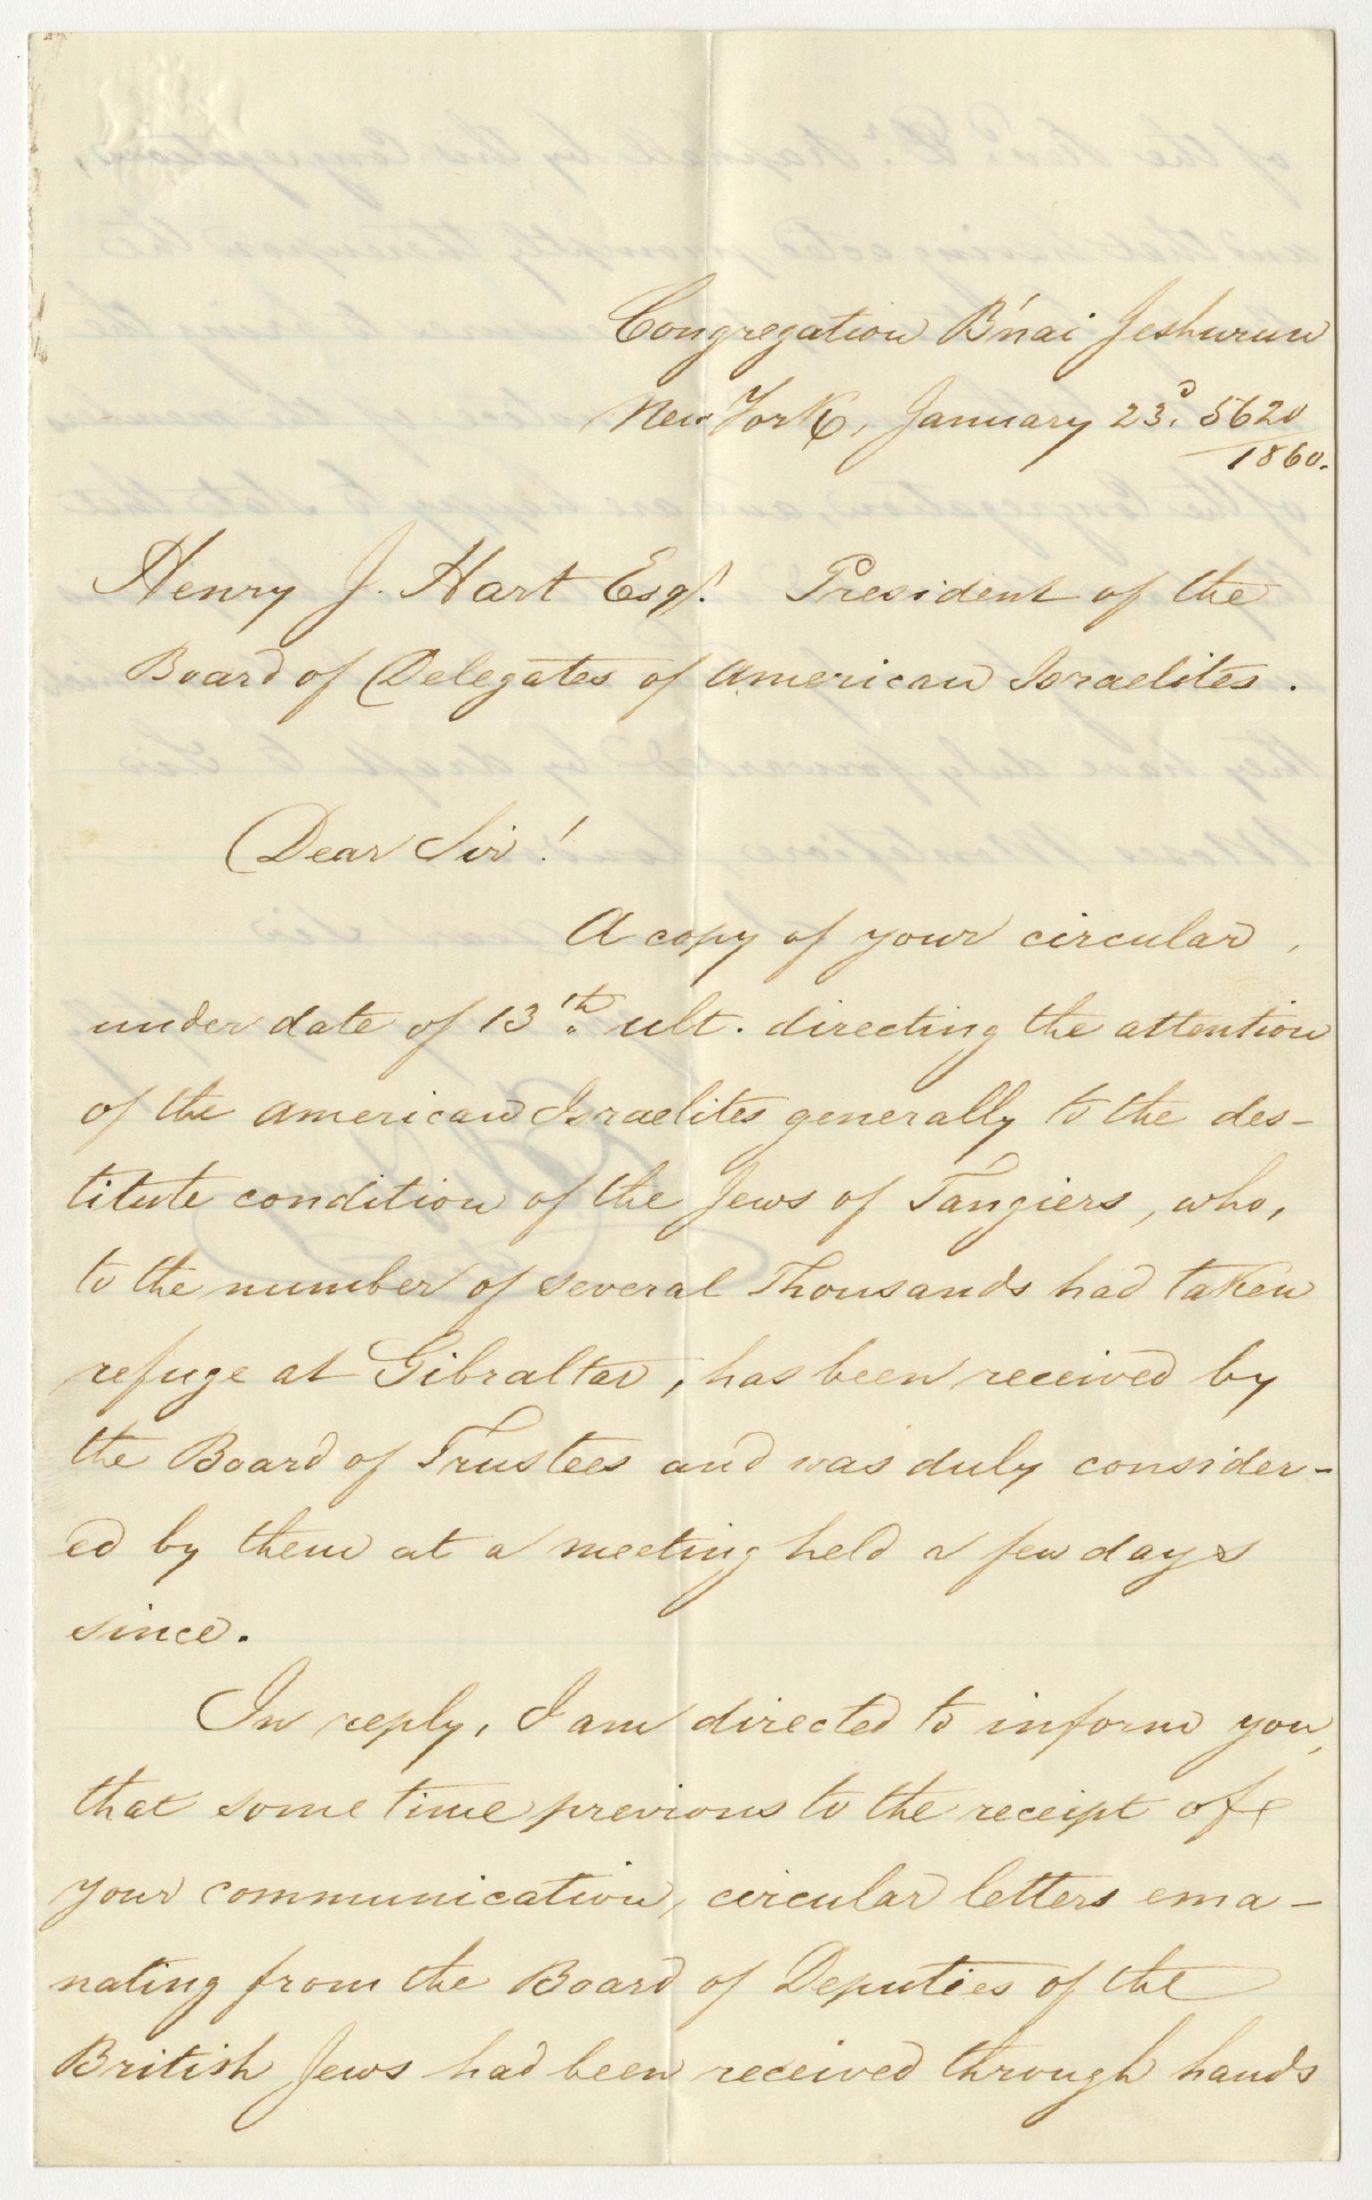 Congregation B'nai Jeshurun
New York, January 23d. 5620
1860.
Henry J. Hart Esqr. President of the
Board of Delegates of American Israelites.
Dear Sir!
A copy of your circular,
under date of 13th. ult. directing the attention
of the American Israelites generally to the des-
titute condition of the Jews of Tangiers, who,
to the number of several Thousands had taken
refuge at Gibraltar, has been received by
the Board of Trustees and was duly consider-
ed by them at a meeting held a few days
since.
In reply, I am directed to inform you,
that some time previous to the receipt of
your communication, circular letters ema-
nating from the Board of Deputies of the
British Jews had been received through hands